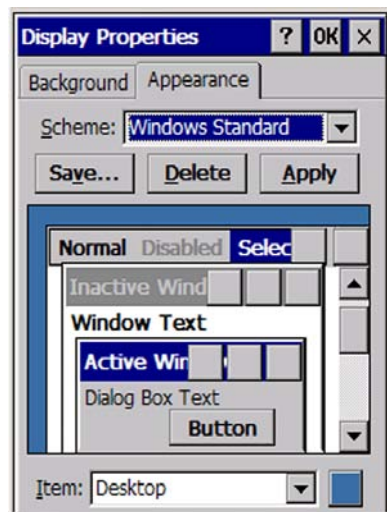 Display Properties ? OK ×
Background Appearance
Scheme: Windows Standard
Save... Delete Apply
Normal Disabled Selec
Inactive Wind
Window Text
Active Win
Dialog Box Text
Button
Item: Desktop